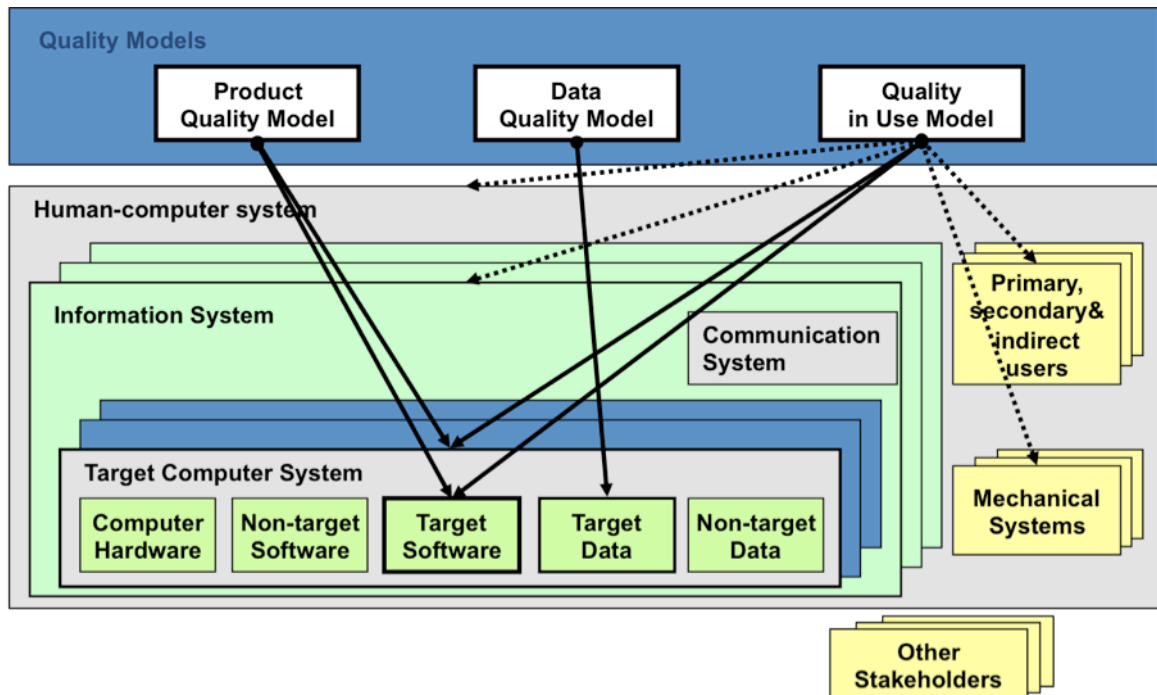 Quality Models
Product
Quality Model
Data
Quality Model
Quality
in Use Model
Human-computer system
Information System
Communication
System
Primary,
secondary&
indirect
users
Target Computer System
Computer
Hardware
Non-target
Software
Target
Software
Target
Data
Non-target
Data
Mechanical
Systems
Other
Stakeholders